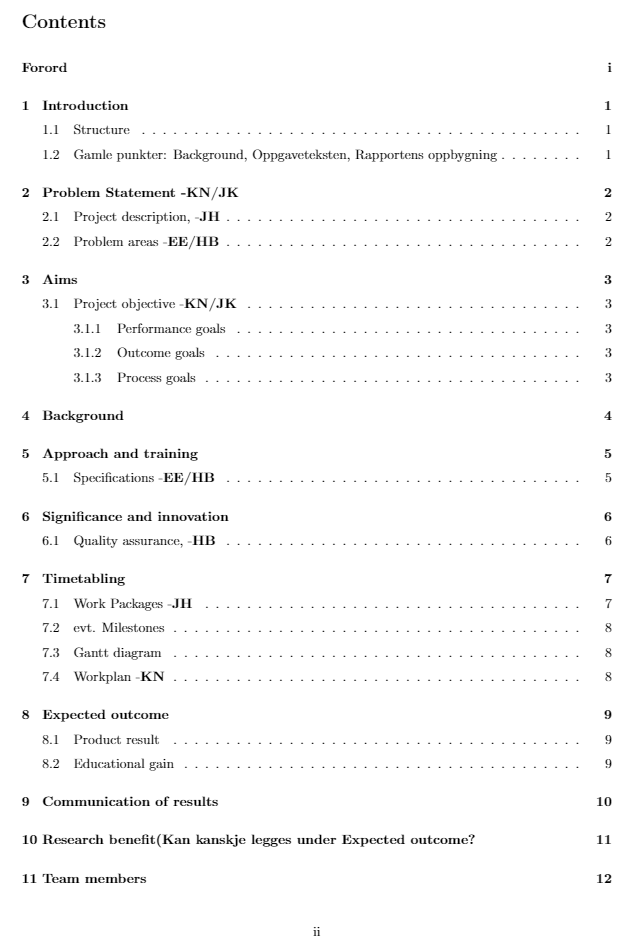 Contents
Forord i
1 Introduction 1
1.1 Structure . . . . . . . . . . . . . . . . . . . . . . . . . . . . . . . . . . 1
1.2 Gamle punkter: Background, Oppgaveteksten, Rapportens oppbygning . . . . . . . 1
2 Problem Statement -KN/JK 2
2.1 Project description, -JH . . . . . . . . . . . . . . . . . . . . . . . . . . . . 2
2.2 Problem areas -EE/HB . . . . . . . . . . . . . . . . . . . . . . . . . . . . 2
3 Aims 3
3.1 Project objective -KN/JK . . . . . . . . . . . . . . . . . . . . . . . . . . 3
3.1.1 Performance goals . . . . . . . . . . . . . . . . . . . . . . . . . . . 3
3.1.2 Outcome goals . . . . . . . . . . . . . . . . . . . . . . . . . . . . 3
3.1.3 Process goals . . . . . . . . . . . . . . . . . . . . . . . . . . . . . 3
4 Background 4
5 Approach and training 5
5.1 Specifications -EE/HB . . . . . . . . . . . . . . . . . . . . . . . . . . . . 5
6 Significance and innovation 6
6.1 Quality assurance, -HB . . . . . . . . . . . . . . . . . . . . . . . . . . . . 6
7 Timetabling 7
7.1 Work Packages -JH . . . . . . . . . . . . . . . . . . . . . . . . . . . . . 7
7.2 evt. Milestones . . . . . . . . . . . . . . . . . . . . . . . . . . . . . . . . 8
7.3 Gantt diagram . . . . . . . . . . . . . . . . . . . . . . . . . . . . . . . . 8
7.4 Workplan -KN . . . . . . . . . . . . . . . . . . . . . . . . . . . . . . . . 8
8 Expected outcome 9
8.1 Product result . . . . . . . . . . . . . . . . . . . . . . . . . . . . . . . . 9
8.2 Educational gain . . . . . . . . . . . . . . . . . . . . . . . . . . . . . . . 9
9 Communication of results 10
10 Research benefit(Kan kanskje legges under Expected outcome? 11
11 Team members 12
ii